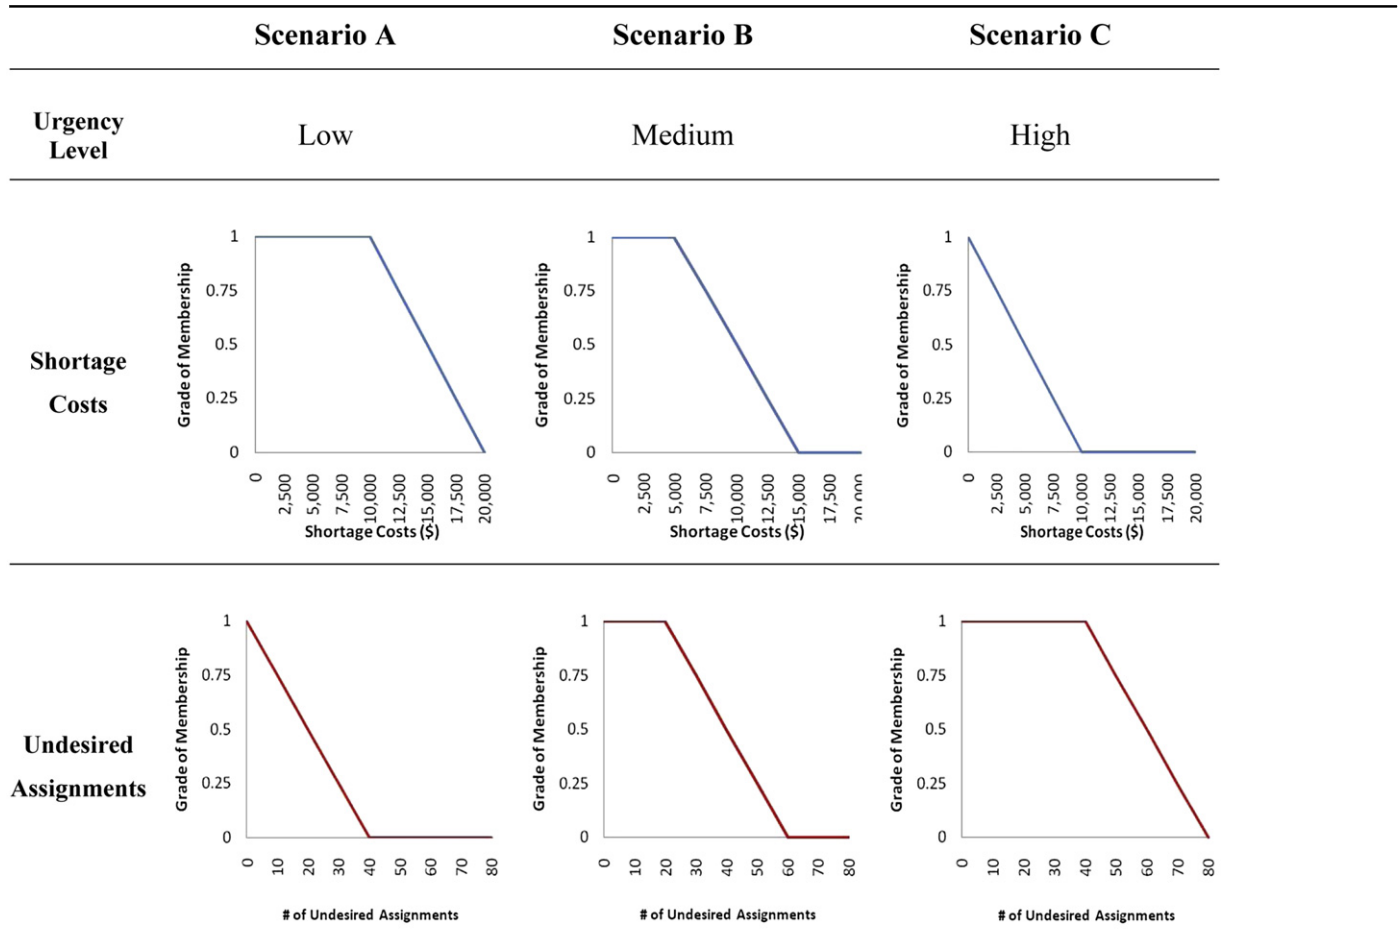 Scenario A Scenario B Scenario C
Urgency
Level
Low Medium High
Shortage
Costs
Grade of Membership
1
0.75
0.5
0.25
0
0 2,500 5,000 7,500 10,000 12,500 15,000 17,500 20,000
Shortage Costs ($)
Grade of Membership
1
0.75
0.5
0.25
0
0 2,500 5,000 7,500 10,000 12,500 15,000 17,500 20,000
Shortage Costs ($)
Grade of Membership
1
0.75
0.5
0.25
0
0 2,500 5,000 7,500 10,000 12,500 15,000 17,500 20,000
Shortage Costs ($)
Undesired
Assignments
Grade of Membership
1
0.75
0.5
0.25
0
0 10 20 30 40 50 60 70 80
# of Undesired Assignments
Grade of Membership
1
0.75
0.5
0.25
0
0 10 20 30 40 50 60 70 80
# of Undesired Assignments
Grade of Membership
1
0.75
0.5
0.25
0
0 10 20 30 40 50 60 70 80
# of Undesired Assignments